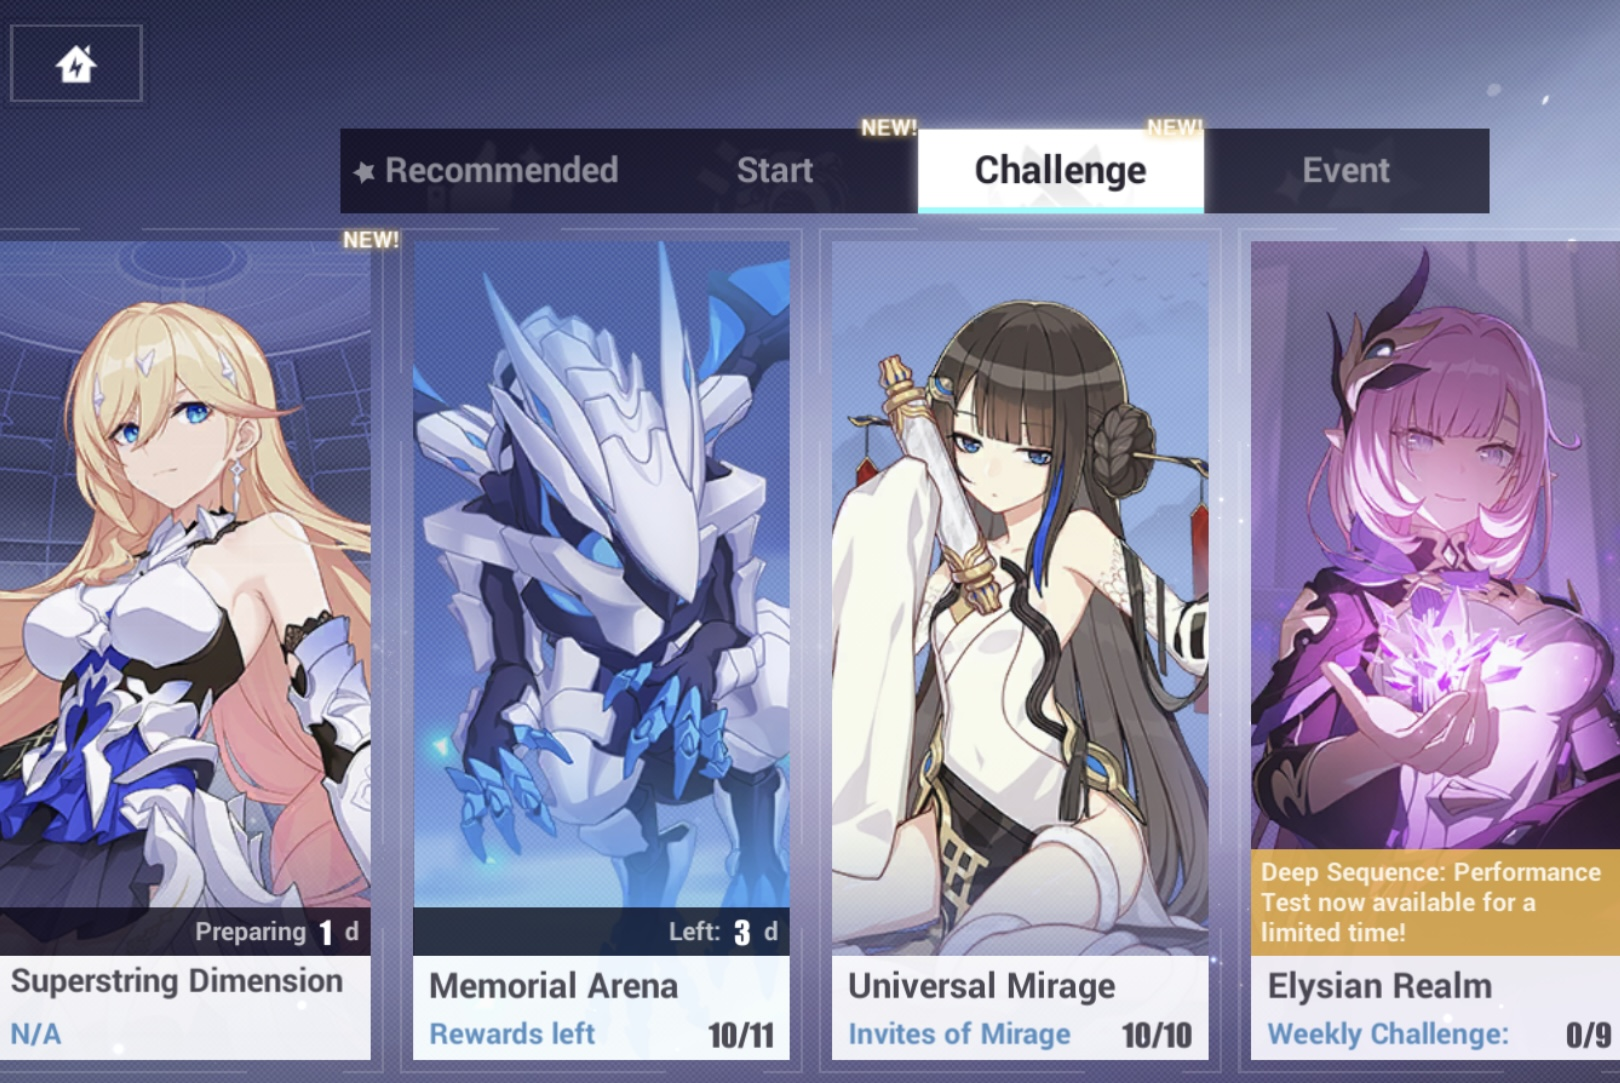 NEW!
NEW!
Recommended
Start
Challenge
Event
NEW!
Preparing 1 d
Superstring Dimension
N/A
Left: 3 d
Memorial Arena
Rewards left 10/11
Universal Mirage
Invites of Mirage 10/10
Deep Sequence: Performance
Test now available for a
limited time!
Elysian Realm
Weekly Challenge: 0/9